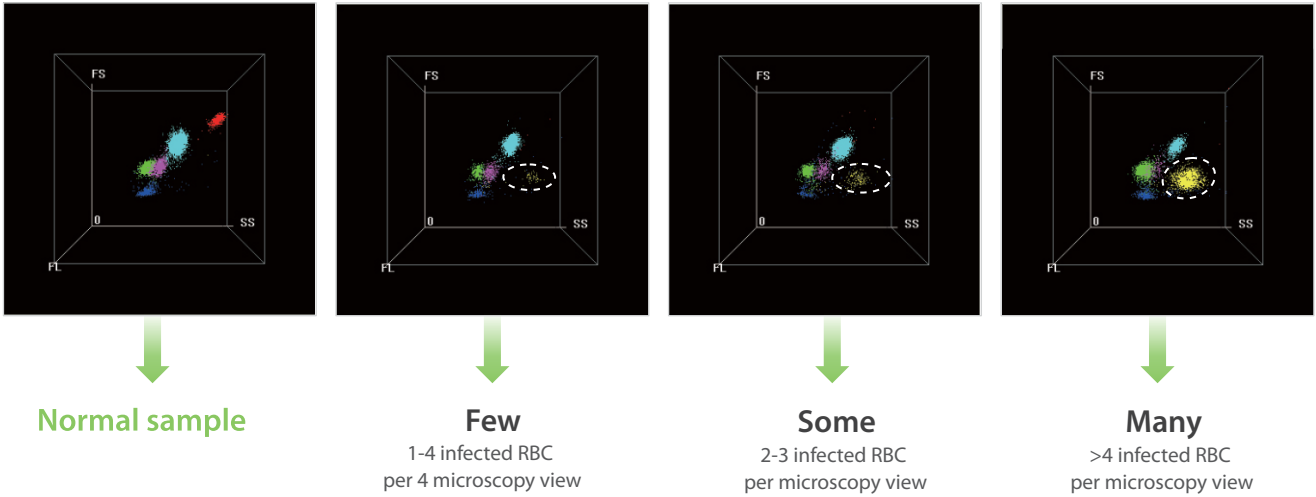 FS
0
SS
FL
FS
0
SS
FL
FS
0
SS
FL
FS
0
SS
FL
Normal sample
Few
1-4 infected RBC
per 4 microscopy view
Some
2-3 infected RBC
per microscopy view
Many
>4 infected RBC
per microscopy view